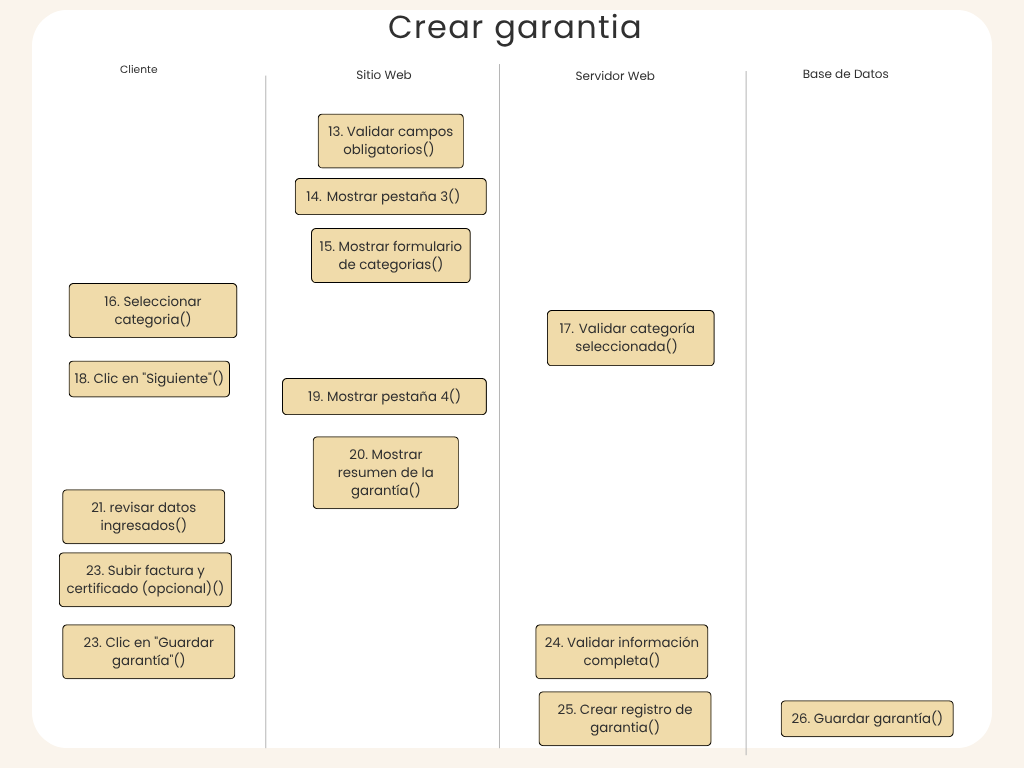 Crear garantia
Cliente
Sitio Web
Servidor Web
Base de Datos
13. Validar campos
obligatorios()
14. Mostrar pestaña 3()
15. Mostrar formulario
de categorias()
16. Seleccionar
categoria()
17. Validar categoría
seleccionada()
18. Clic en "Siguiente"()
19. Mostrar pestaña 4()
20. Mostrar
resumen de la
garantía()
21. revisar datos
ingresados()
23. Subir factura y
certificado (opcional)()
23. Clic en "Guardar
garantía"()
24. Validar información
completa()
25. Crear registro de
garantia()
26. Guardar garantía()